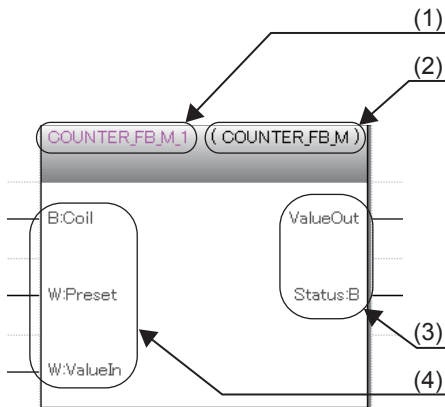 (1)
(2)
COUNTER_FB_M_1 ( COUNTER_FB_M )
B:Coil ValueOut
W:Preset Status:B
(3)
W:ValueIn
(4)